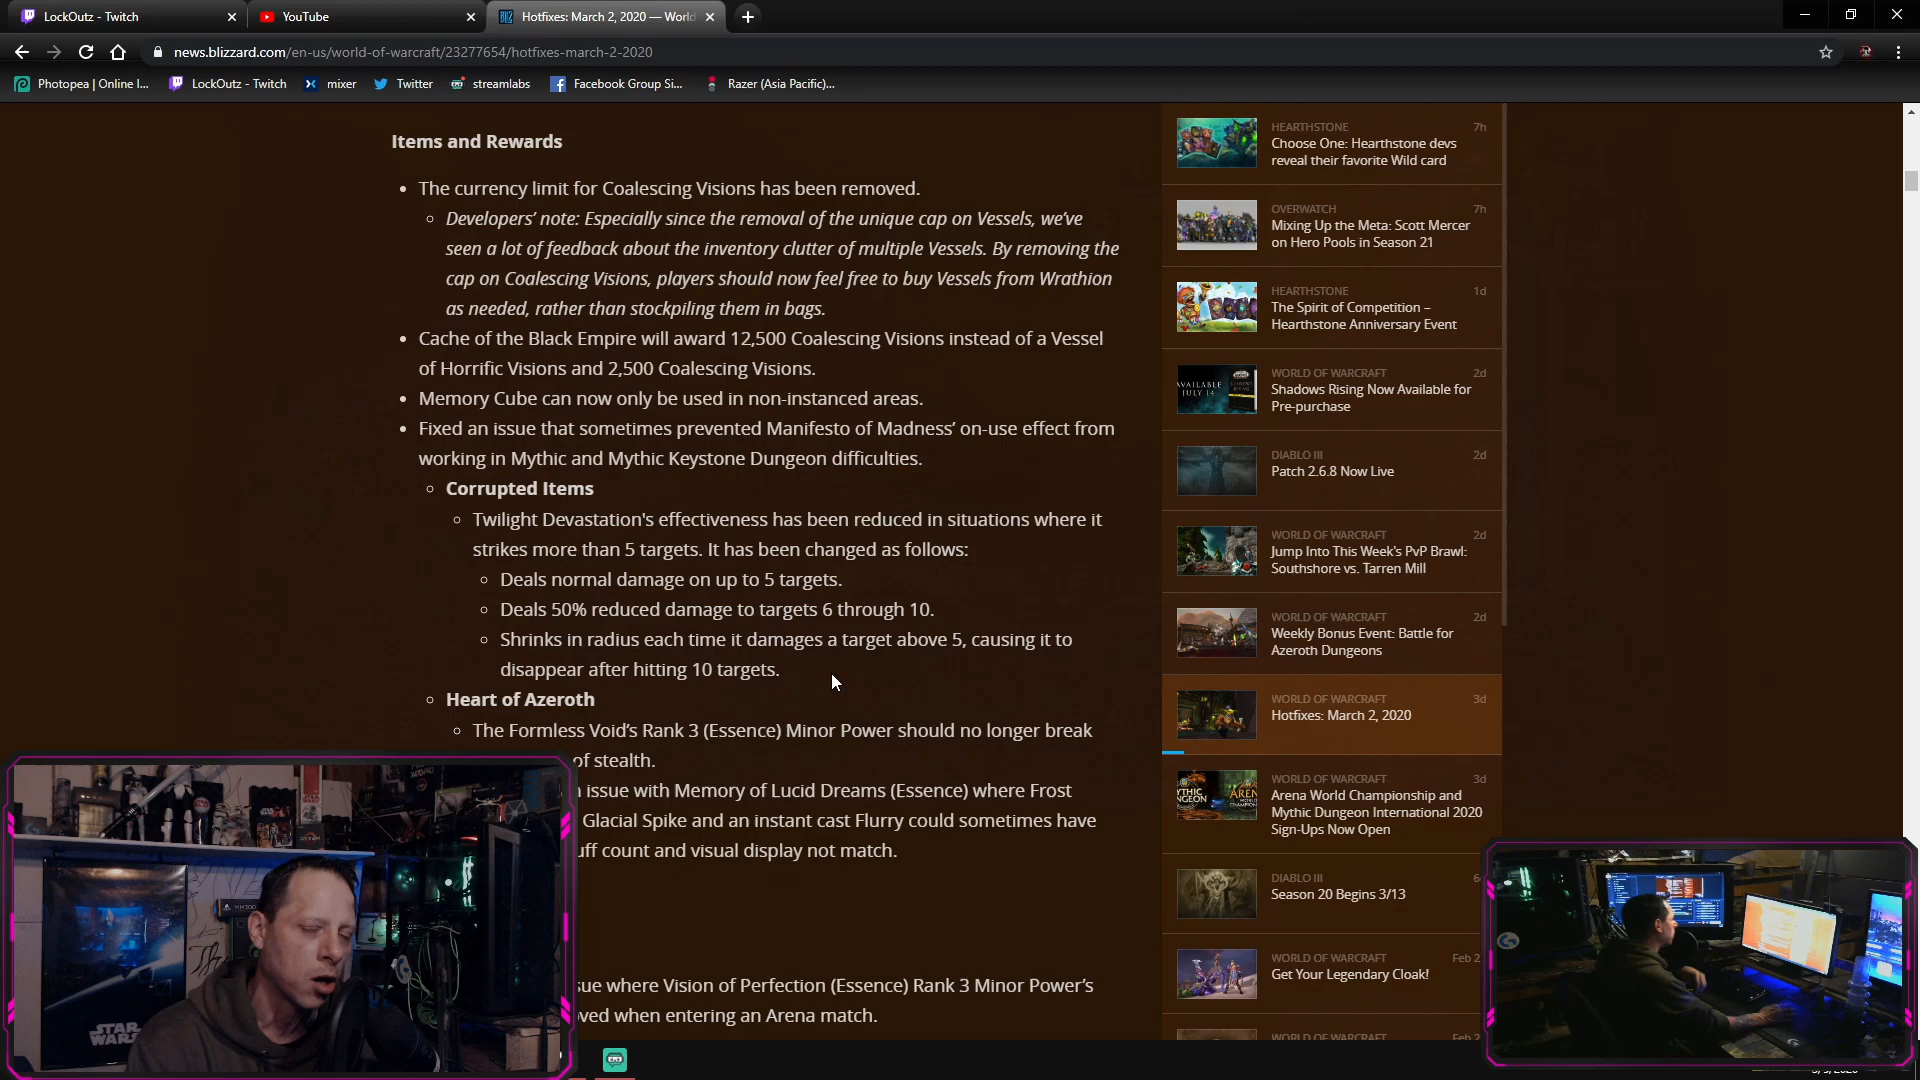 LockOutz - Twitch
YouTube
Hotfixes: March 2, 2020 — World
news.blizzard.com/en-us/world-of-warcraft/23277654/hotfixes-march-2-2020
Photopea | Online I...
LockOutz - Twitch
mixer
Twitter
streamlabs
Facebook Group Si...
Razer (Asia Pacific)...
Items and Rewards
• The currency limit for Coalescing Visions has been removed.
Developers’ note: Especially since the removal of the unique cap on Vessels, we’ve
seen a lot of feedback about the inventory clutter of multiple Vessels. By removing the
cap on Coalescing Visions, players should now feel free to buy Vessels from Wrathion
as needed, rather than stockpiling them in bags.
• Cache of the Black Empire will award 12,500 Coalescing Visions instead of a Vessel
of Horrific Visions and 2,500 Coalescing Visions.
• Memory Cube can now only be used in non-instanced areas.
• Fixed an issue that sometimes prevented Manifesto of Madness’ on-use effect from
working in Mythic and Mythic Keystone Dungeon difficulties.
Corrupted Items
Twilight Devastation's effectiveness has been reduced in situations where it
strikes more than 5 targets. It has been changed as follows:
Deals normal damage on up to 5 targets.
Deals 50% reduced damage to targets 6 through 10.
Shrinks in radius each time it damages a target above 5, causing it to
disappear after hitting 10 targets.
Heart of Azeroth
The Formless Void’s Rank 3 (Essence) Minor Power should no longer break
of stealth.
issue with Memory of Lucid Dreams (Essence) where Frost
Glacial Spike and an instant cast Flurry could sometimes have
uff count and visual display not match.
sue where Vision of Perfection (Essence) Rank 3 Minor Power’s
ved when entering an Arena match.
HEARTHSTONE 7h
Choose One: Hearthstone devs
reveal their favorite Wild card
OVERWATCH 7h
Mixing Up the Meta: Scott Mercer
on Hero Pools in Season 21
HEARTHSTONE 1d
The Spirit of Competition –
Hearthstone Anniversary Event
AVAILABLE
JULY 14
WORLD OF WARCRAFT 2d
Shadows Rising Now Available for
Pre-purchase
DIABLO III 2d
Patch 2.6.8 Now Live
WORLD OF WARCRAFT 2d
Jump Into This Week's PvP Brawl:
Southshore vs. Tarren Mill
WORLD OF WARCRAFT 2d
Weekly Bonus Event: Battle for
Azeroth Dungeons
WORLD OF WARCRAFT 3d
Hotfixes: March 2, 2020
WORLD OF WARCRAFT 3d
Arena World Championship and
Mythic Dungeon International 2020
Sign-Ups Now Open
DIABLO III
Season 20 Begins 3/13
WORLD OF WARCRAFT Feb 2
Get Your Legendary Cloak!
WORLD OF WARCRAFT Feb 2
STAR
WARS